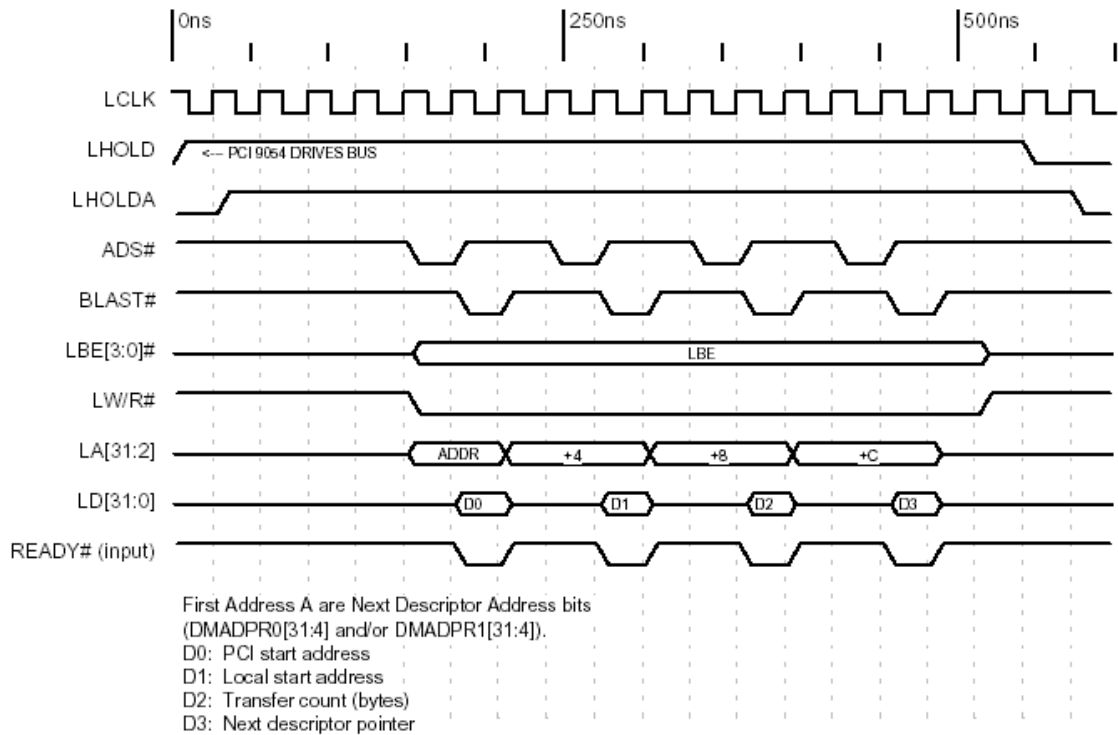 0ns 250ns 500ns
LCLK
LHOLD <--- PCI 9054 DRIVES BUS
LHOLDA
ADS#
BLAST#
LBE[3:0]# LBE
LW/R#
LA[31:2] ADDR +4 +8 +C
LD[31:0] D0 D1 D2 D3
READY# (input)
First Address A are Next Descriptor Address bits
(DMADPR0[31:4] and/or DMADPR1[31:4]).
D0: PCI start address
D1: Local start address
D2: Transfer count (bytes)
D3: Next descriptor pointer